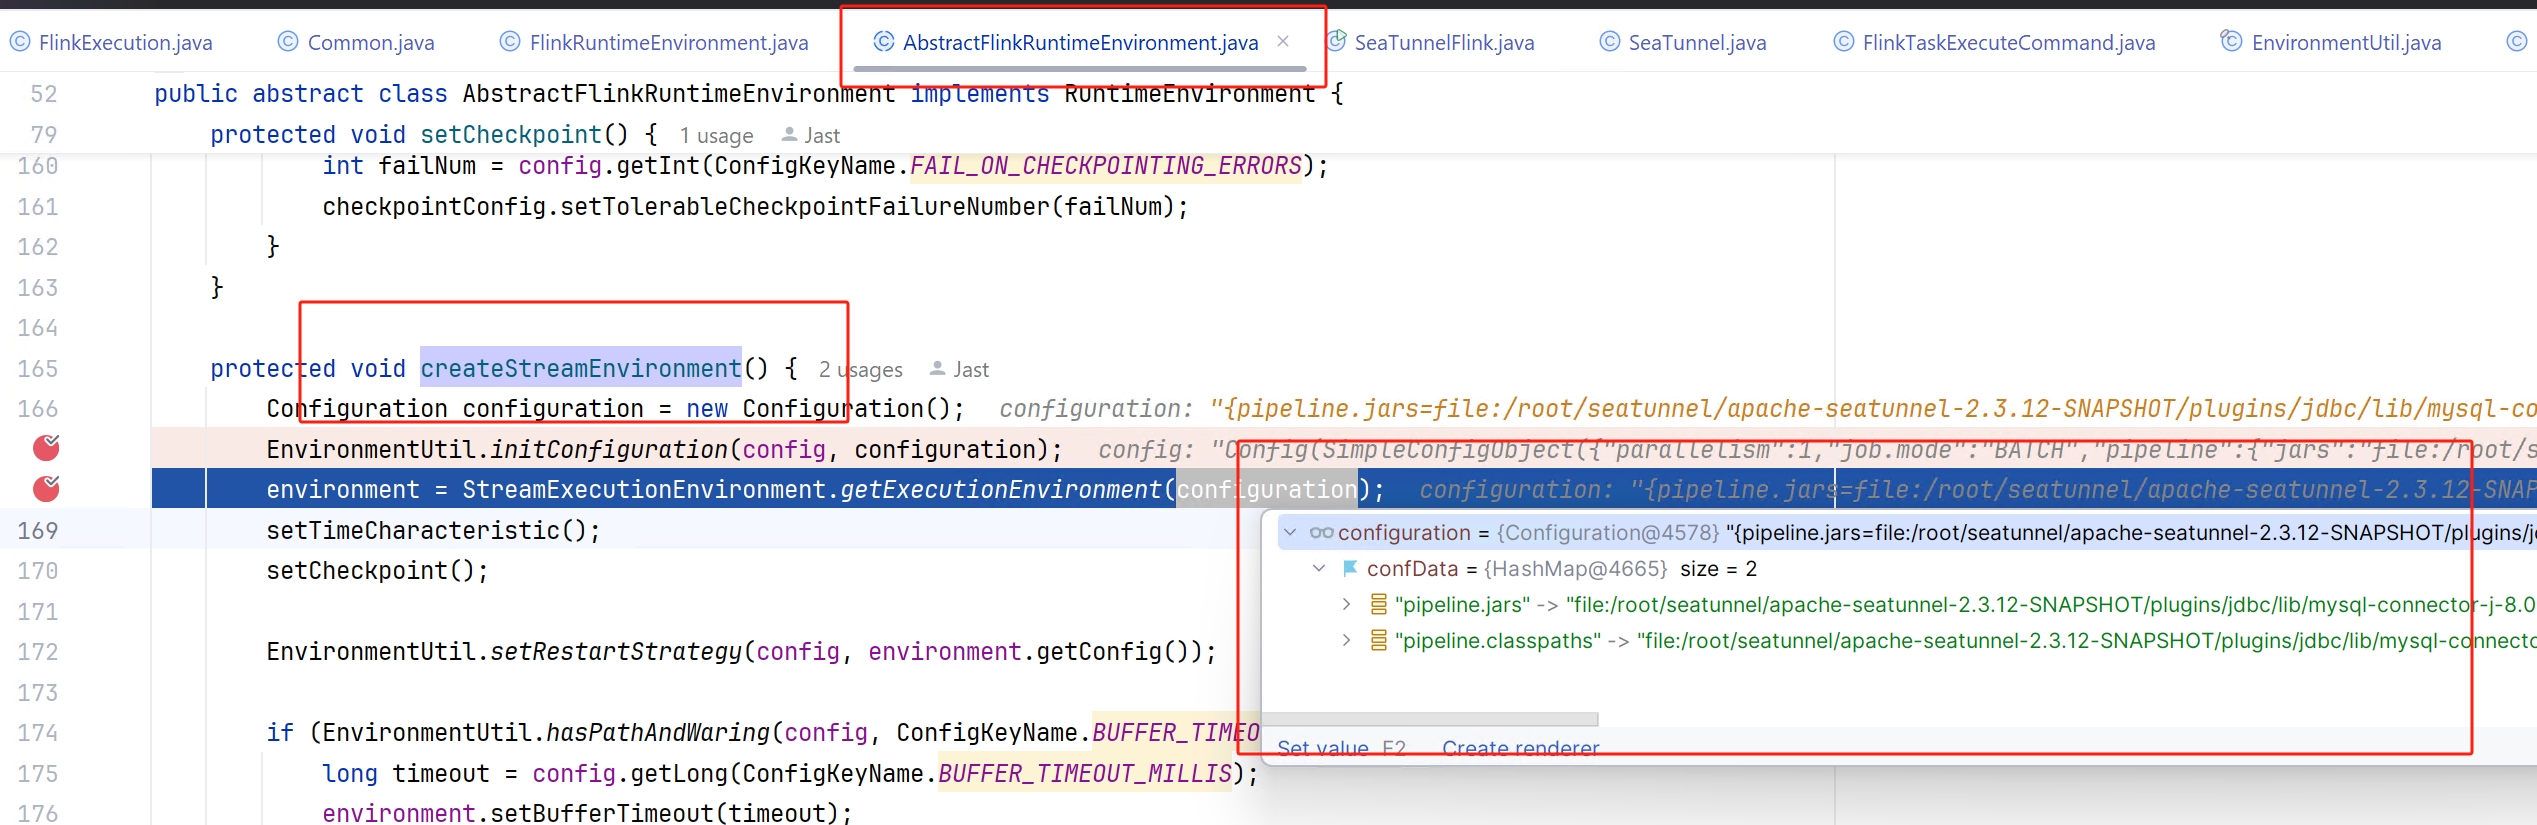 FlinkExecution.java Common.java FlinkRuntimeEnvironment.java AbstractFlinkRuntimeEnvironment.java SeaTunnelFlink.java SeaTunnel.java FlinkTaskExecuteCommand.java EnvironmentUtil.java
52 public abstract class AbstractFlinkRuntimeEnvironment implements RuntimeEnvironment {
79 protected void setCheckpoint() { 1 usage Jast
160 int failNum = config.getInt(ConfigKeyName.FAIL_ON_CHECKPOINTING_ERRORS);
161 checkpointConfig.setTolerableCheckpointFailureNumber(failNum);
162 }
163 }
164
165 protected void createStreamEnvironment() { 2 usages Jast
166 Configuration configuration = new Configuration(); configuration: "{pipeline.jars=file:/root/seatunnel/apache-seatunnel-2.3.12-SNAPSHOT/plugins/jdbc/lib/mysql-co
EnvironmentUtil.initConfiguration(config, configuration); config: "Config(SimpleConfigObject({"parallelism":1,"job.mode":"BATCH","pipeline":{"jars":"file:/root/s
environment = StreamExecutionEnvironment.getExecutionEnvironment(configuration); configuration: "{pipeline.jars=file:/root/seatunnel/apache-seatunnel-2.3.12-SNAP
169 setTimeCharacteristic();
configuration = {Configuration@4578} "{pipeline.jars=file:/root/seatunnel/apache-seatunnel-2.3.12-SNAPSHOT/plugins/j
170 setCheckpoint();
confData = {HashMap@4665} size = 2
171
"pipeline.jars" -> "file:/root/seatunnel/apache-seatunnel-2.3.12-SNAPSHOT/plugins/jdbc/lib/mysql-connector-j-8.0
172 EnvironmentUtil.setRestartStrategy(config, environment.getConfig());
"pipeline.classpaths" -> "file:/root/seatunnel/apache-seatunnel-2.3.12-SNAPSHOT/plugins/jdbc/lib/mysql-connecto
173
174 if (EnvironmentUtil.hasPathAndWaring(config, ConfigKeyName.BUFFER_TIMEO
Set value F2 Create renderer
175 long timeout = config.getLong(ConfigKeyName.BUFFER_TIMEOUT_MILLIS);
176 environment.setBufferTimeout(timeout);